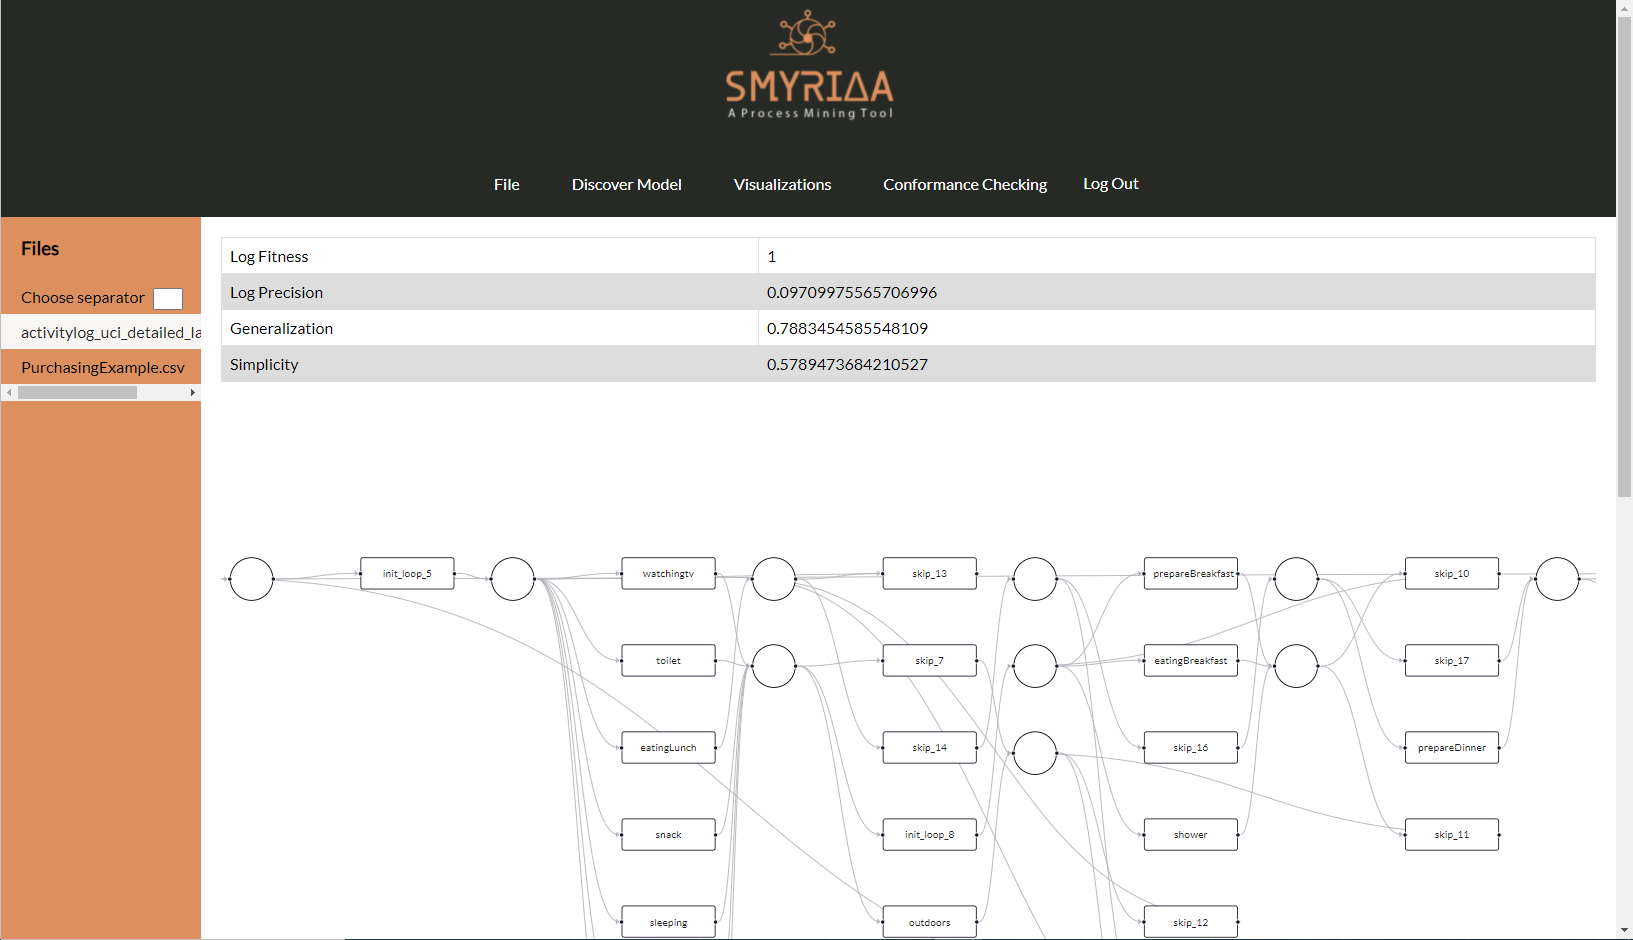 SMYRIΔA
A Process Mining Tool
File Discover Model Visualizations Conformance Checking Log Out
Files
Choose separator
activitylog_uci_detailed_la
PurchasingExample.csv
Log Fitness 1
Log Precision 0.09709975565706996
Generalization 0.7883454585548109
Simplicity 0.5789473684210527
init_loop_5 watchingtv skip_13 prepareBreakfast skip_10
toilet skip_7 eatingBreakfast skip_17
eatingLunch skip_14 skip_16 prepareDinner
snack init_loop_8 shower skip_11
sleeping outdoors skip_12